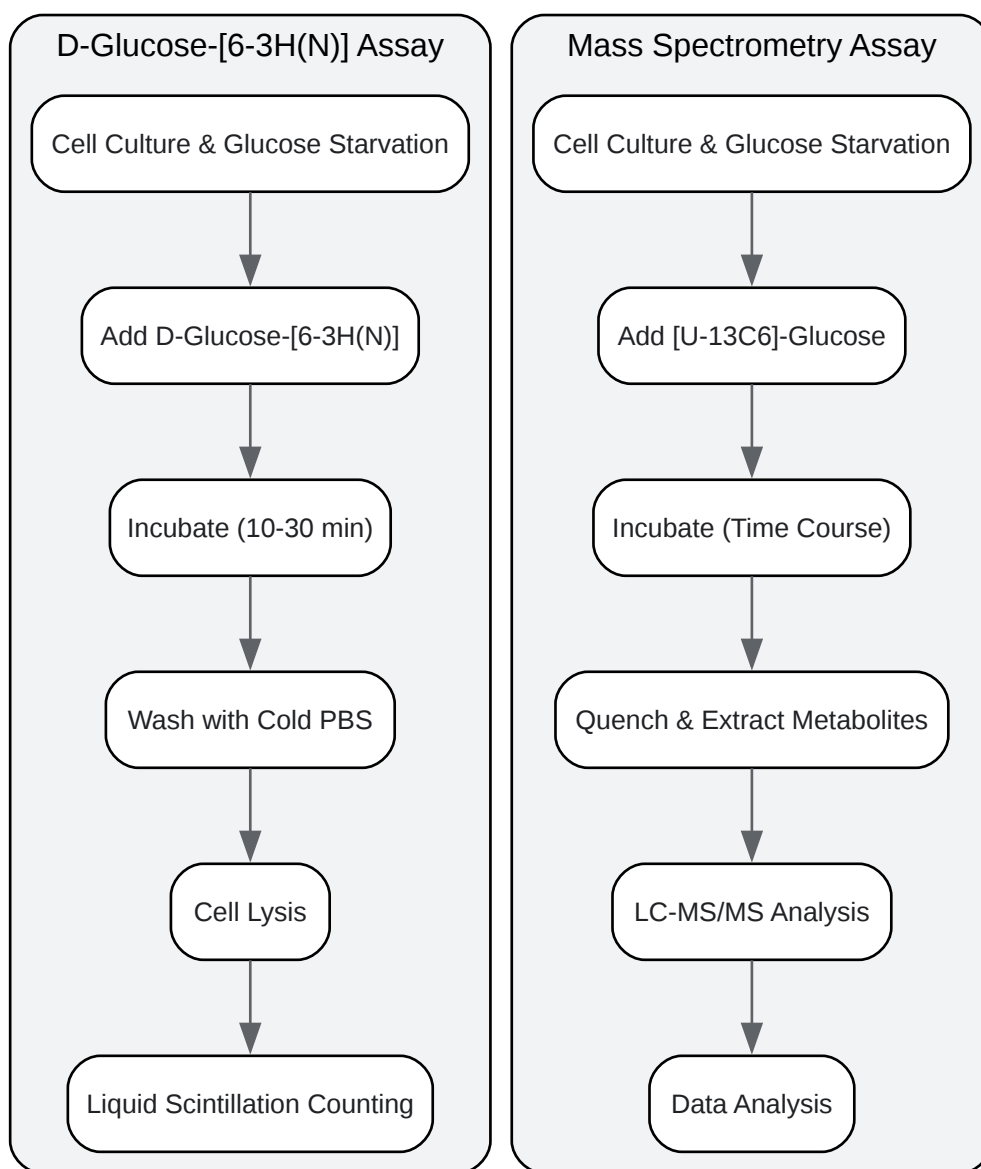 D-Glucose-[6-3H(N)] Assay
Cell Culture & Glucose Starvation
Add D-Glucose-[6-3H(N)]
Incubate (10-30 min)
Wash with Cold PBS
Cell Lysis
Liquid Scintillation Counting
Mass Spectrometry Assay
Cell Culture & Glucose Starvation
Add [U-13C6]-Glucose
Incubate (Time Course)
Quench & Extract Metabolites
LC-MS/MS Analysis
Data Analysis